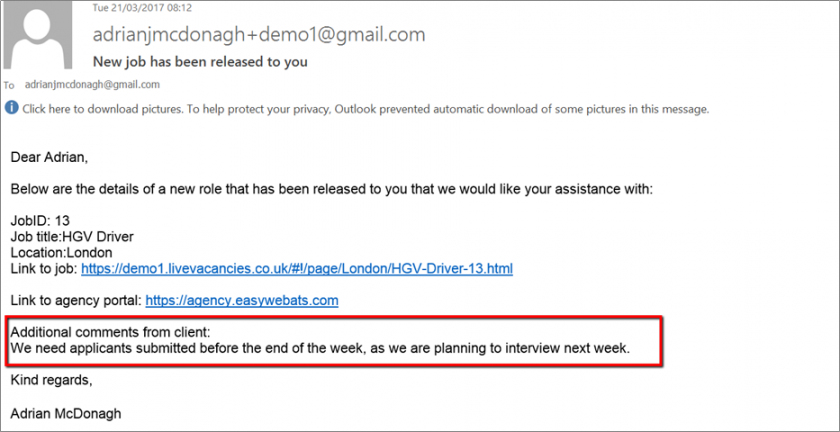 Tue 21/03/2017 08:12
adrianjmcdonagh+demo1@gmail.com
New job has been released to you
To adrianjmcdonagh@gmail.com
Click here to download pictures. To help protect your privacy, Outlook prevented automatic download of some pictures in this message.
Dear Adrian,
Below are the details of a new role that has been released to you that we would like your assistance with:
JobID: 13
Job title:HGV Driver
Location:London
Link to job: https://demo1.livevacancies.co.uk/#!/page/London/HGV-Driver-13.html
Link to agency portal: https://agency.easywebats.com
Additional comments from client:
We need applicants submitted before the end of the week, as we are planning to interview next week.
Kind regards,
Adrian McDonagh